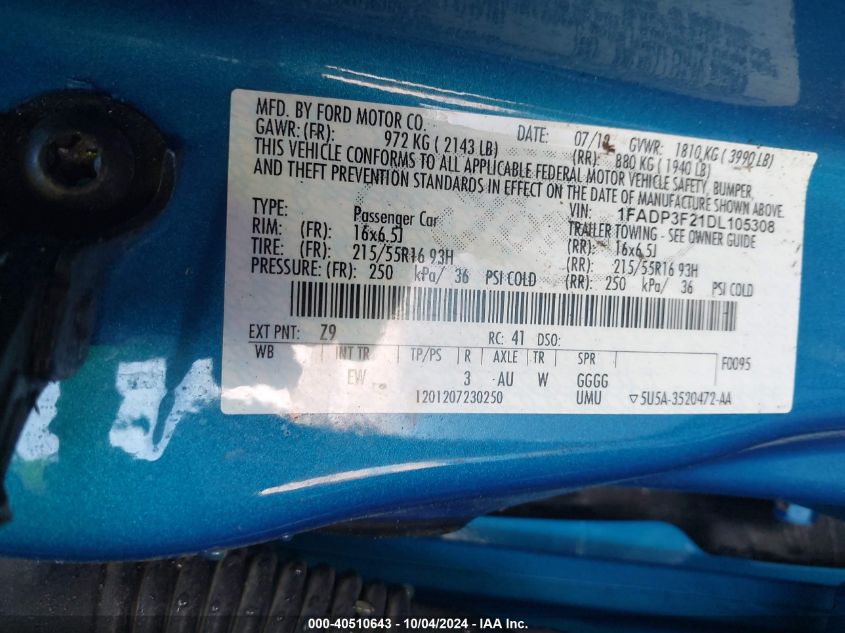 MFD. BY FORD MOTOR CO. DATE: 07/12 GVWR: 1810 KG ( 3990 LB)
GAWR: (FR): 972 KG ( 2143 LB) (RR): 880 KG ( 1940 LB)
THIS VEHICLE CONFORMS TO ALL APPLICABLE FEDERAL MOTOR VEHICLE SAFETY, BUMPER,
AND THEFT PREVENTION STANDARDS IN EFFECT ON THE DATE OF MANUFACTURE SHOWN ABOVE.
VIN: 1FADP3F21DL105308
TYPE: Passenger Car TRAILER TOWING - SEE OWNER GUIDE
RIM: (FR): 16x6.5J (RR): 16x6.5J
TIRE: (FR): 215/55R16 93H (RR): 215/55R16 93H
PRESSURE: (FR): 250 kPa/ 36 PSI COLD (RR): 250 kPa/ 36 PSI COLD
EXT PNT: Z9 RC: 41 DSO:
WB INT TR TP/PS R AXLE TR SPR F0095
EW 3 AU W GGGG
1201207230250 UMU ▽5U5A-3520472-AA
000-40510643 - 10/04/2024 - IAA Inc.